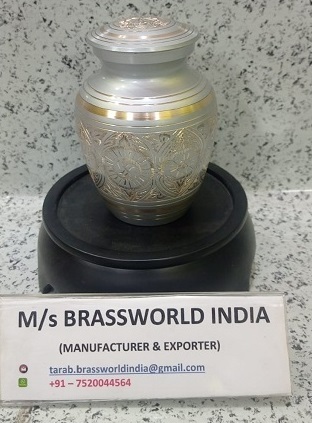 M/s BRASSWORLD INDIA
(MANUFACTURER & EXPORTER)
tarab.brassworldindia@gmail.com
+91 – 7520044564